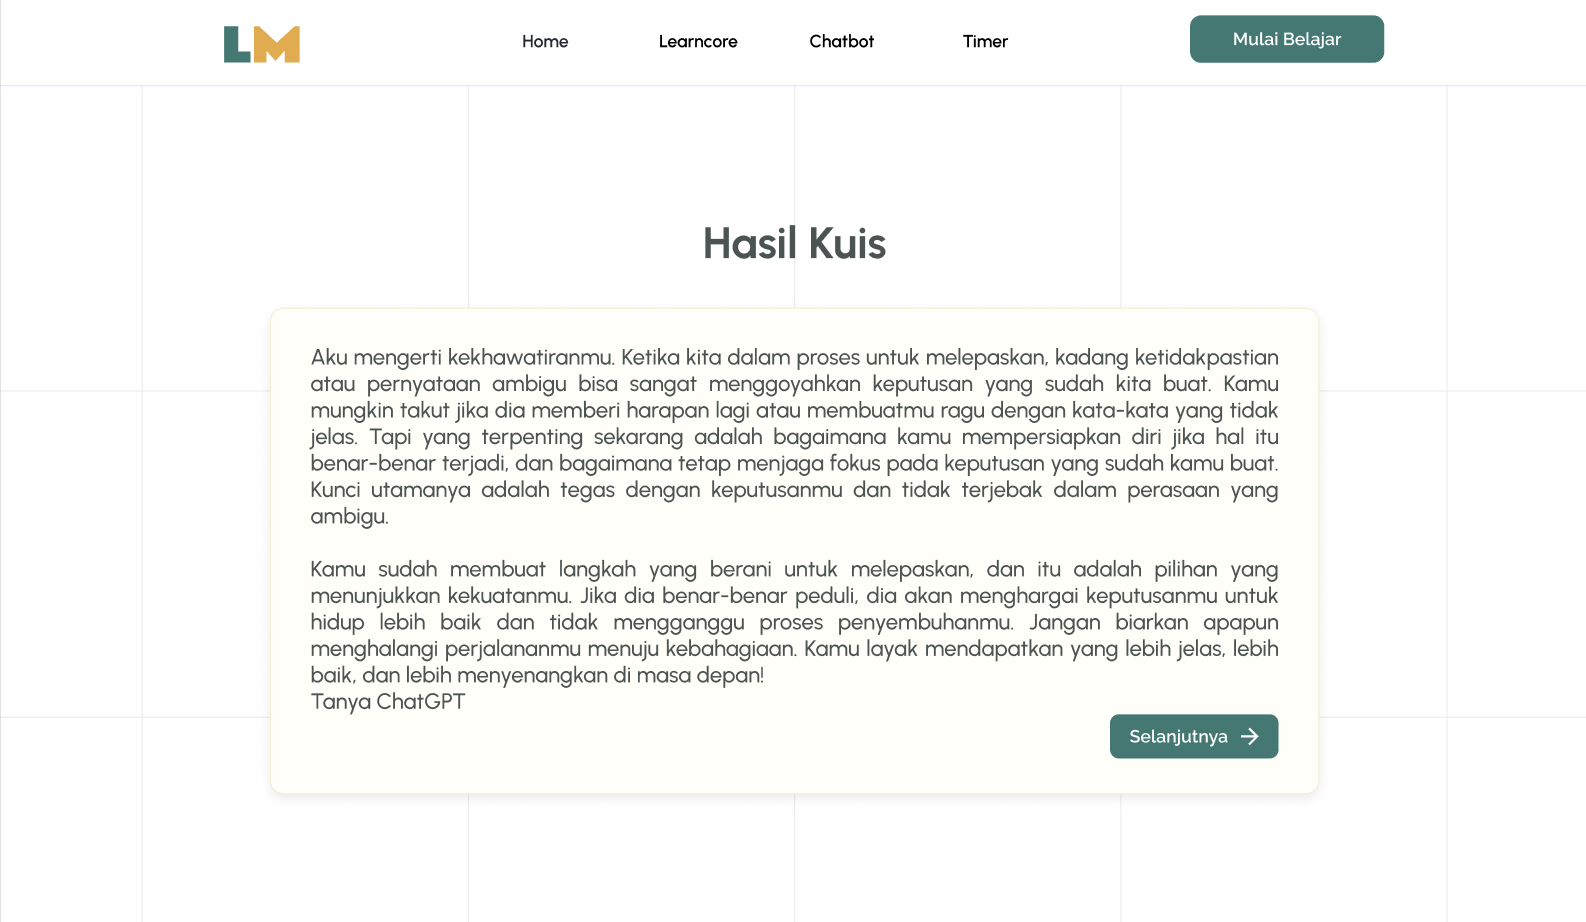 LM
Home
Learncore
Chatbot
Timer
Mulai Belajar
Hasil Kuis
Aku mengerti kekhawatiranmu. Ketika kita dalam proses untuk melepaskan, kadang ketidakpastian
atau pernyataan ambigu bisa sangat menggoyahkan keputusan yang sudah kita buat. Kamu
mungkin takut jika dia memberi harapan lagi atau membuatmu ragu dengan kata-kata yang tidak
jelas. Tapi yang terpenting sekarang adalah bagaimana kamu mempersiapkan diri jika hal itu
benar-benar terjadi, dan bagaimana tetap menjaga fokus pada keputusan yang sudah kamu buat.
Kunci utamanya adalah tegas dengan keputusanmu dan tidak terjebak dalam perasaan yang
ambigu.
Kamu sudah membuat langkah yang berani untuk melepaskan, dan itu adalah pilihan yang
menunjukkan kekuatanmu. Jika dia benar-benar peduli, dia akan menghargai keputusanmu untuk
hidup lebih baik dan tidak mengganggu proses penyembuhanmu. Jangan biarkan apapun
menghalangi perjalananmu menuju kebahagiaan. Kamu layak mendapatkan yang lebih jelas, lebih
baik, dan lebih menyenangkan di masa depan!
Tanya ChatGPT
Selanjutnya